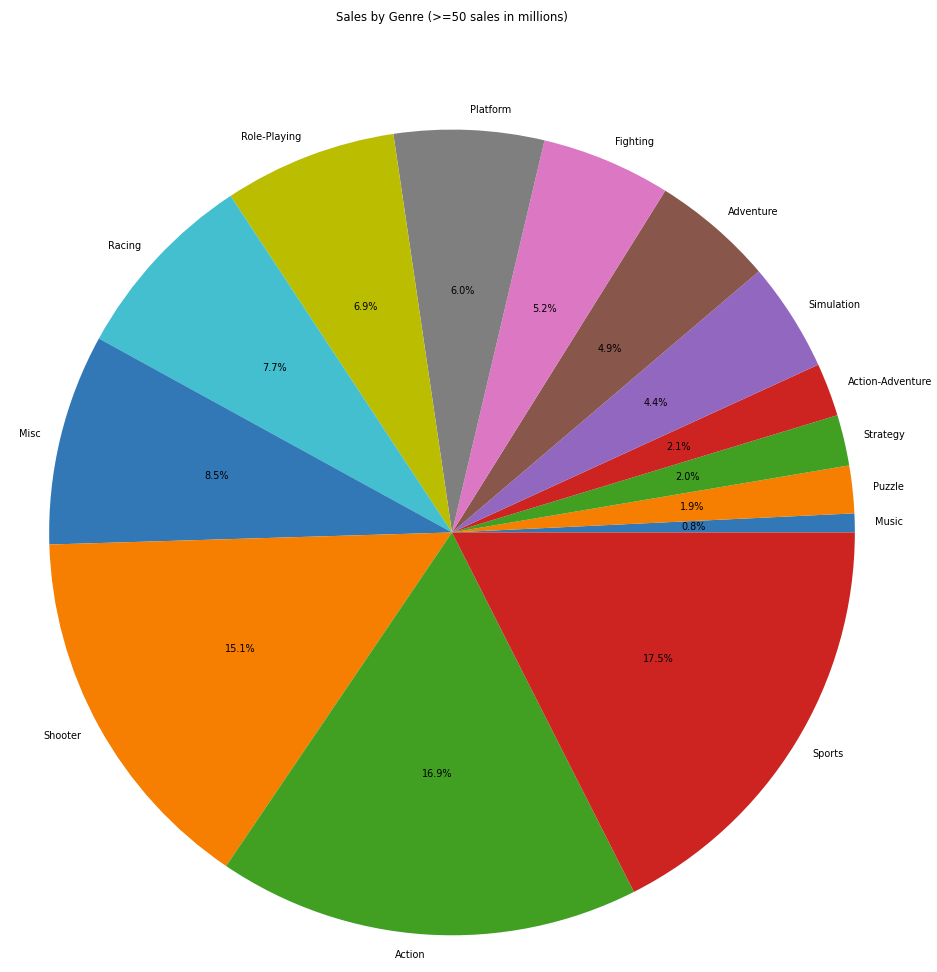 Sales by Genre (>=50 sales in millions)
Platform
Role-Playing
Fighting
Adventure
Racing
Simulation
6.0%
6.9%
5.2%
4.9%
7.7%
Action-Adventure
4.4%
Misc
Strategy
2.1%
8.5%
2.0%
Puzzle
1.9%
Music
0.8%
15.1%
17.5%
Shooter
Sports
16.9%
Action